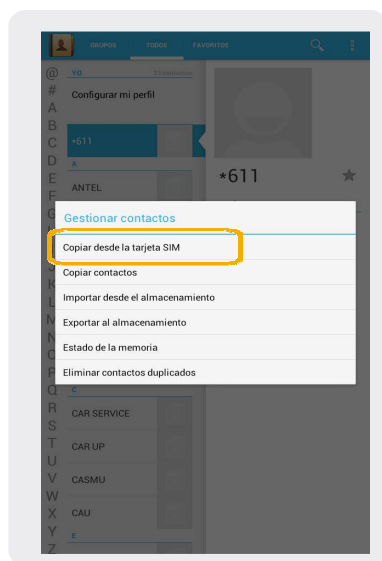 GRUPOS TODOS FAVORITOS
@
#
A
B
C
D
E
F
G
YO
Configurar mi perfil
*611
A
ANTEL
*611
Gestionar contactos
Copiar desde la tarjeta SIM
Copiar contactos
Importar desde el almacenamiento
Exportar al almacenamiento
Estado de la memoria
Eliminar contactos duplicados
J
K
L
M
N
O
P
Q
R
S
T
U
V
W
X
Y
Z
C
CAR SERVICE
CAR UP
CASMU
CAU
E